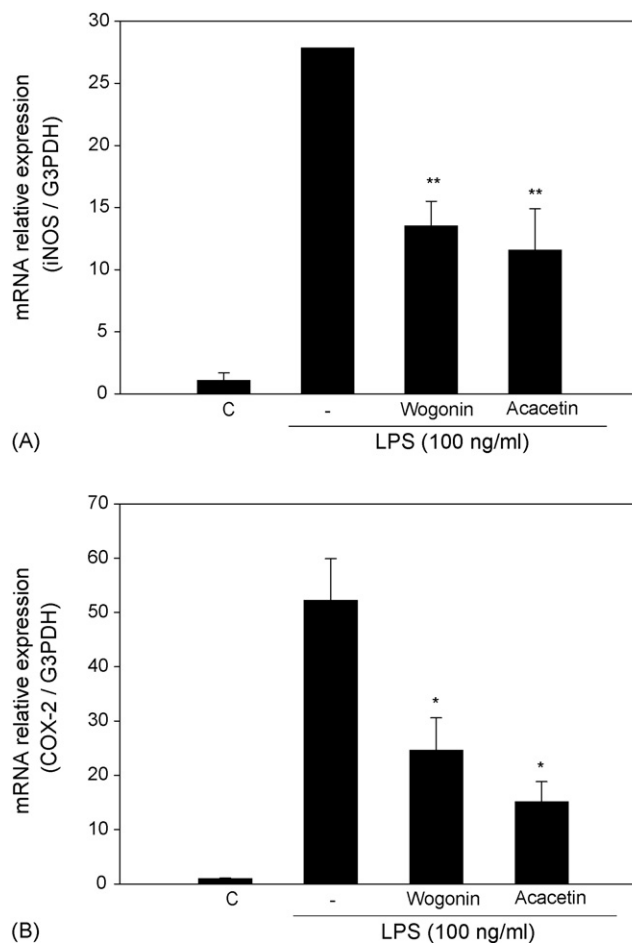 30
25
20
15
10
5
0
mRNA relative expression
(iNOS / G3PDH)
**
**
C
-
Wogonin
Acacetin
LPS (100 ng/ml)
(A)
70
60
50
40
30
20
10
0
mRNA relative expression
(COX-2 / G3PDH)
*
*
C
-
Wogonin
Acacetin
LPS (100 ng/ml)
(B)